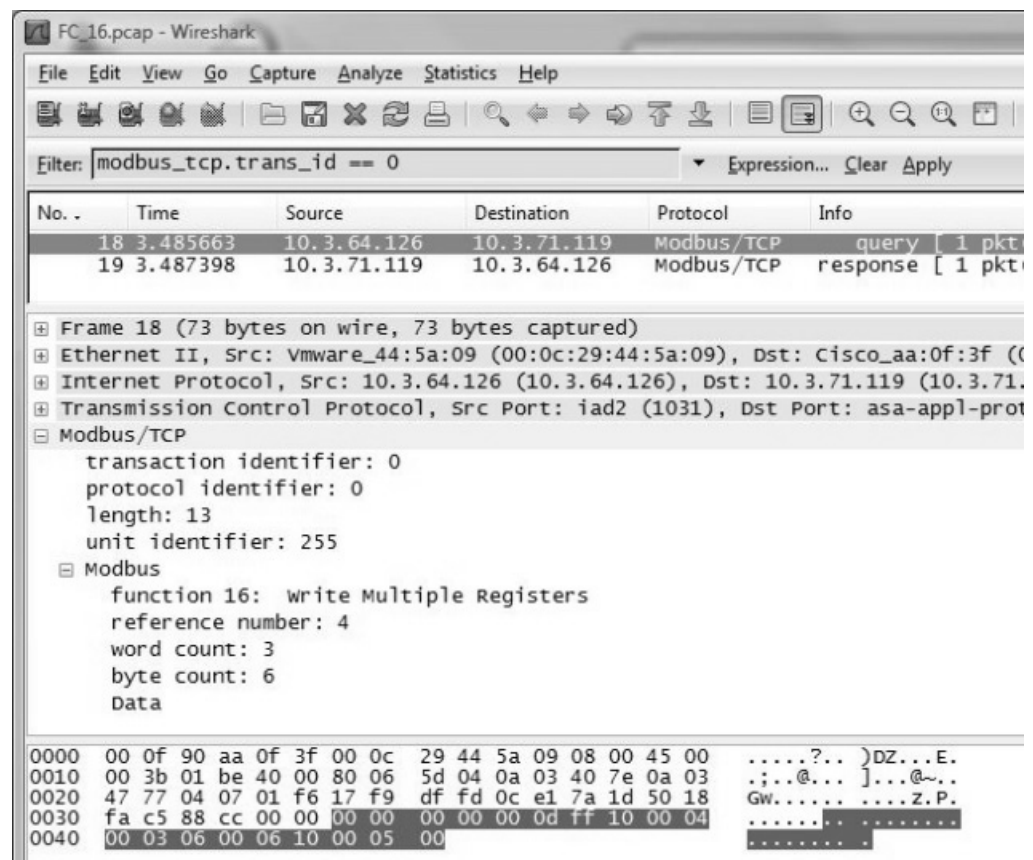 FC_16.pcap - Wireshark
File Edit View Go Capture Analyze Statistics Help
Filter: modbus_tcp.trans_id == 0 Expression... Clear Apply
No. . Time Source Destination Protocol Info
18 3.485663 10.3.64.126 10.3.71.119 Modbus/TCP query [ 1 pkt(
19 3.487398 10.3.71.119 10.3.64.126 Modbus/TCP response [ 1 pkt(
Frame 18 (73 bytes on wire, 73 bytes captured)
Ethernet II, Src: Vmware_44:5a:09 (00:0c:29:44:5a:09), Dst: Cisco_aa:0f:3f (0
Internet Protocol, Src: 10.3.64.126 (10.3.64.126), Dst: 10.3.71.119 (10.3.71.
Transmission Control Protocol, Src Port: iad2 (1031), Dst Port: asa-appl-prot
Modbus/TCP
transaction identifier: 0
protocol identifier: 0
length: 13
unit identifier: 255
Modbus
function 16: Write Multiple Registers
reference number: 4
word count: 3
byte count: 6
Data
0000 00 0f 90 aa 0f 3f 00 0c 29 44 5a 09 08 00 45 00 .....?.. )DZ...E.
0010 00 3b 01 be 40 00 80 06 5d 04 0a 03 40 7e 0a 03 .;..@... ]...@~..
0020 47 77 04 07 01 f6 17 f9 df fd 0c e1 7a 1d 50 18 Gw...... ....z.P.
0030 fa c5 88 cc 00 00 00 00 00 00 00 0d ff 10 00 04 ........ ........
0040 00 03 06 00 06 10 00 05 00 ........ .